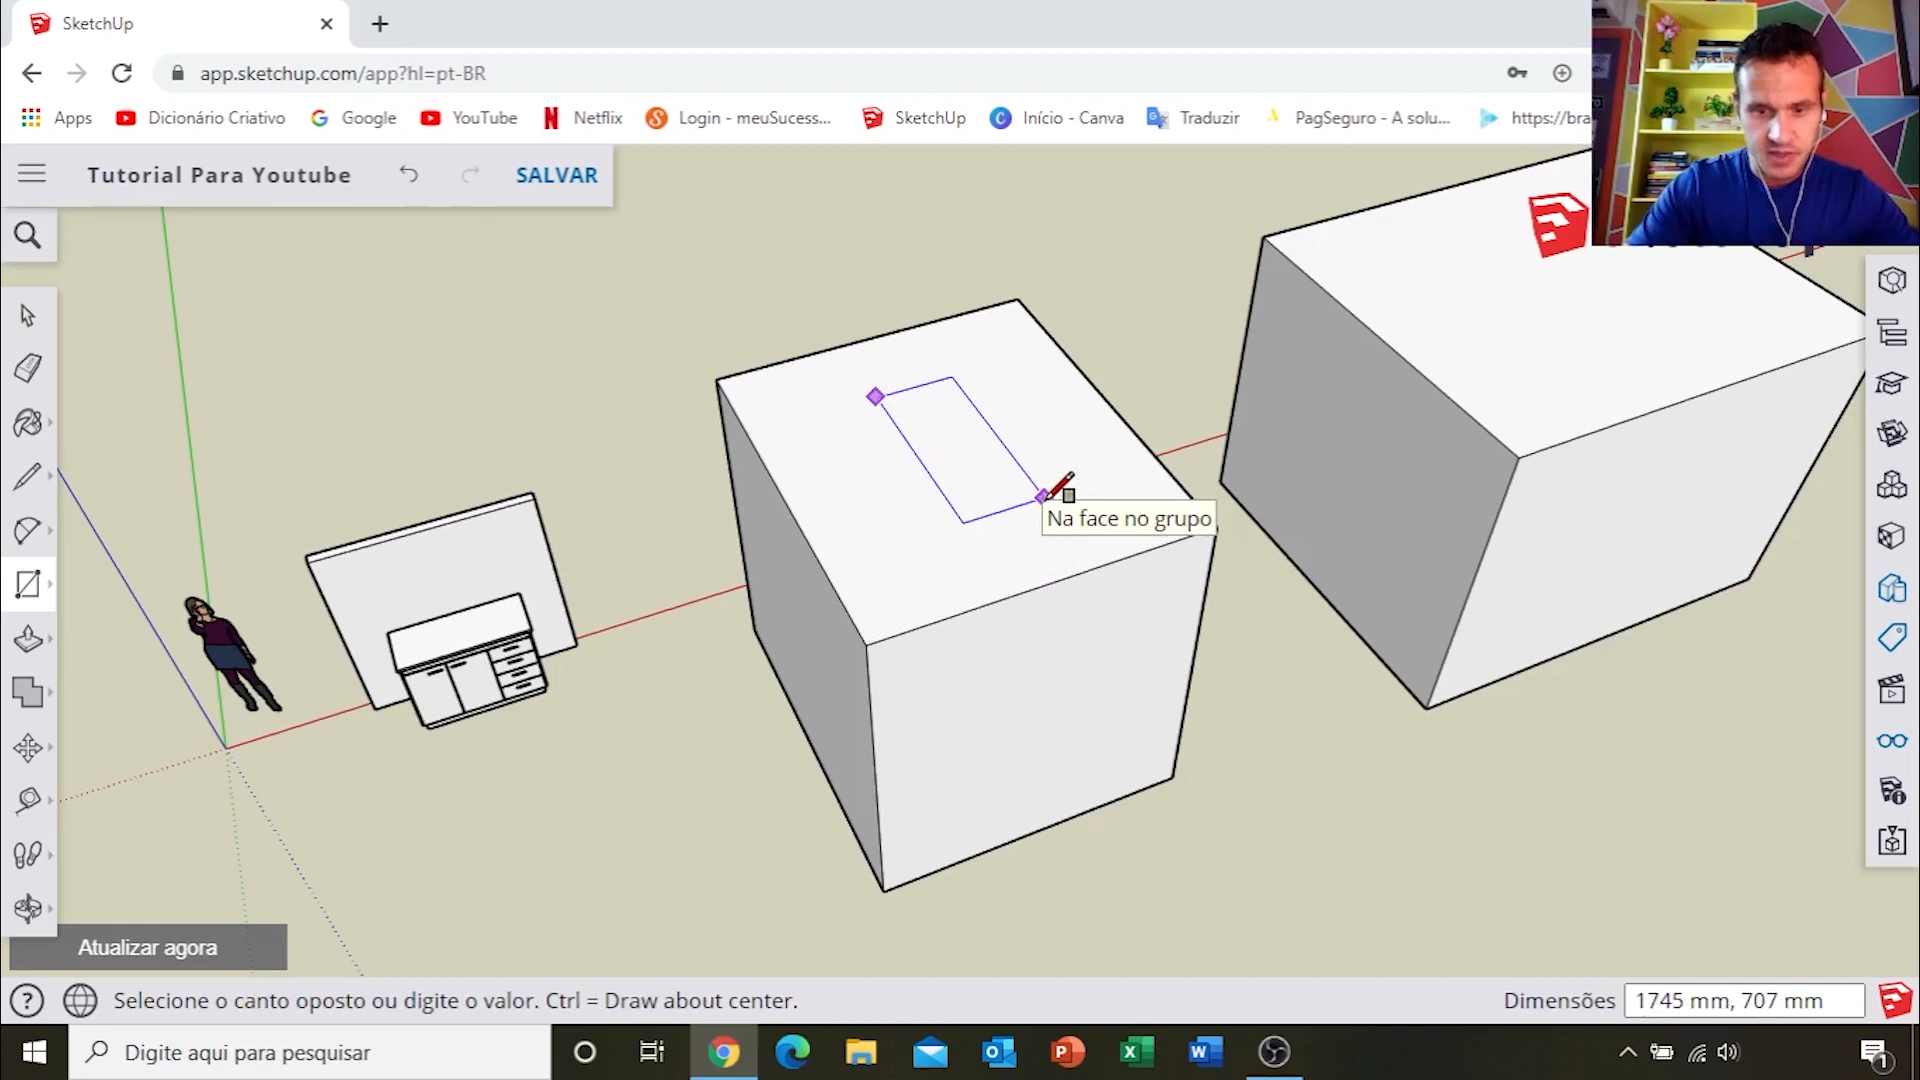 SketchUp
app.sketchup.com/app?hl=pt-BR
Apps Dicionário Criativo Google YouTube Netflix Login - meuSucess... SketchUp Início - Canva Traduzir PagSeguro - A solu... https://bra
Tutorial Para Youtube SALVAR
Na face no grupo
Atualizar agora
Selecione o canto oposto ou digite o valor. Ctrl = Draw about center. Dimensões 1745 mm, 707 mm
Digite aqui para pesquisar
1